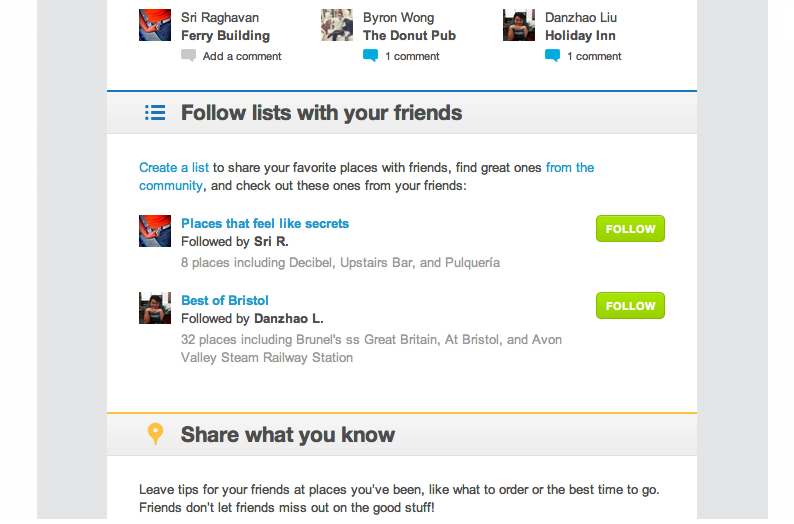 Sri Raghavan
Ferry Building
Add a comment
Byron Wong
The Donut Pub
1 comment
Danzhao Liu
Holiday Inn
1 comment
Follow lists with your friends
Create a list to share your favorite places with friends, find great ones from the
community, and check out these ones from your friends:
Places that feel like secrets
Followed by Sri R.
8 places including Decibel, Upstairs Bar, and Pulquería
FOLLOW
Best of Bristol
Followed by Danzhao L.
32 places including Brunel's ss Great Britain, At Bristol, and Avon
Valley Steam Railway Station
FOLLOW
Share what you know
Leave tips for your friends at places you've been, like what to order or the best time to go.
Friends don't let friends miss out on the good stuff!